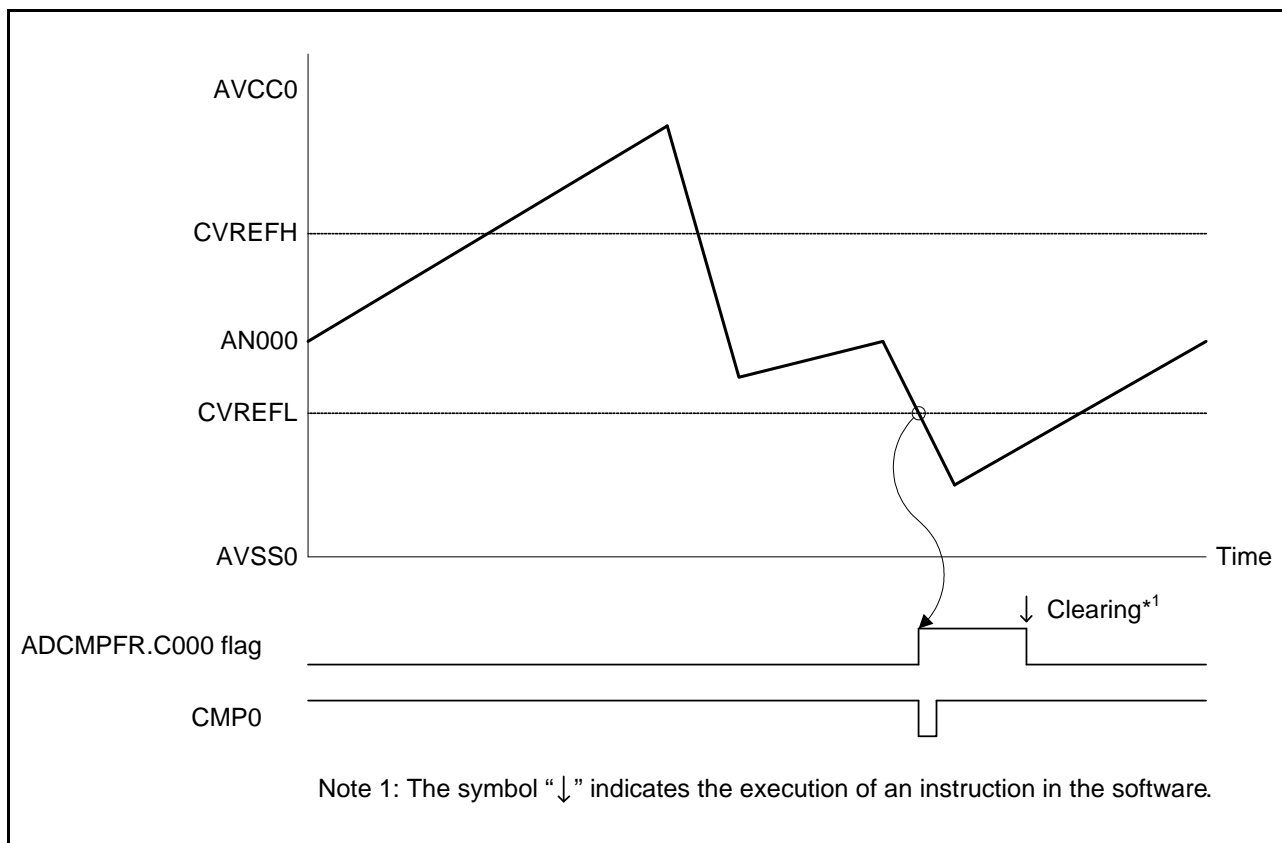 AVCC0
CVREFH
AN000
CVREFL
AVSS0
Time
↓ Clearing*1
ADCMPFR.C000 flag
CMP0
Note 1: The symbol “↓” indicates the execution of an instruction in the software.